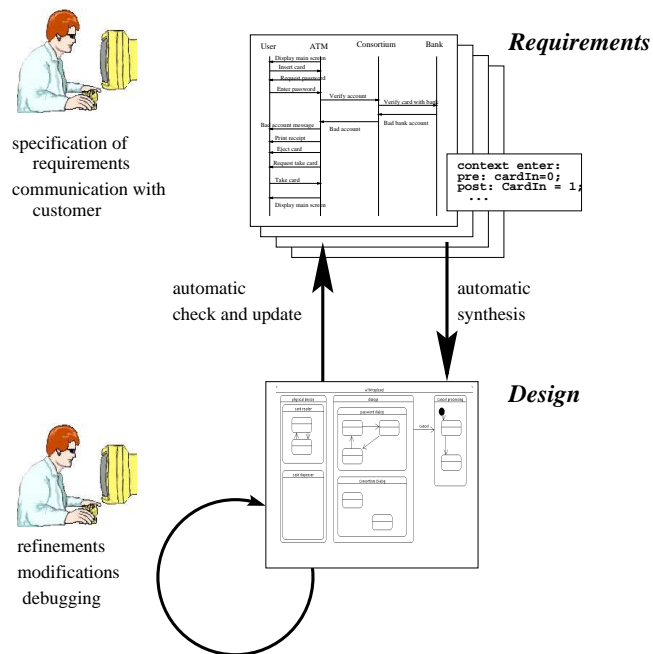 Requirements
User ATM Consortium Bank
Display main screen
Insert card
Request password
Enter password
Verify account
Verify card with bank
Bad bank account
Bad account
Bad account message
Print receipt
Eject card
Request take card
Take card
Display main screen
context enter:
pre: cardIn=0;
post: CardIn = 1;
...
specification of
requirements
communication with
customer
automatic
check and update
automatic
synthesis
Design
physical device
card reader
cash dispenser
dialogs
password dialog
Consortium Dialog
cancel
Cancel processing
refinements
modifications
debugging